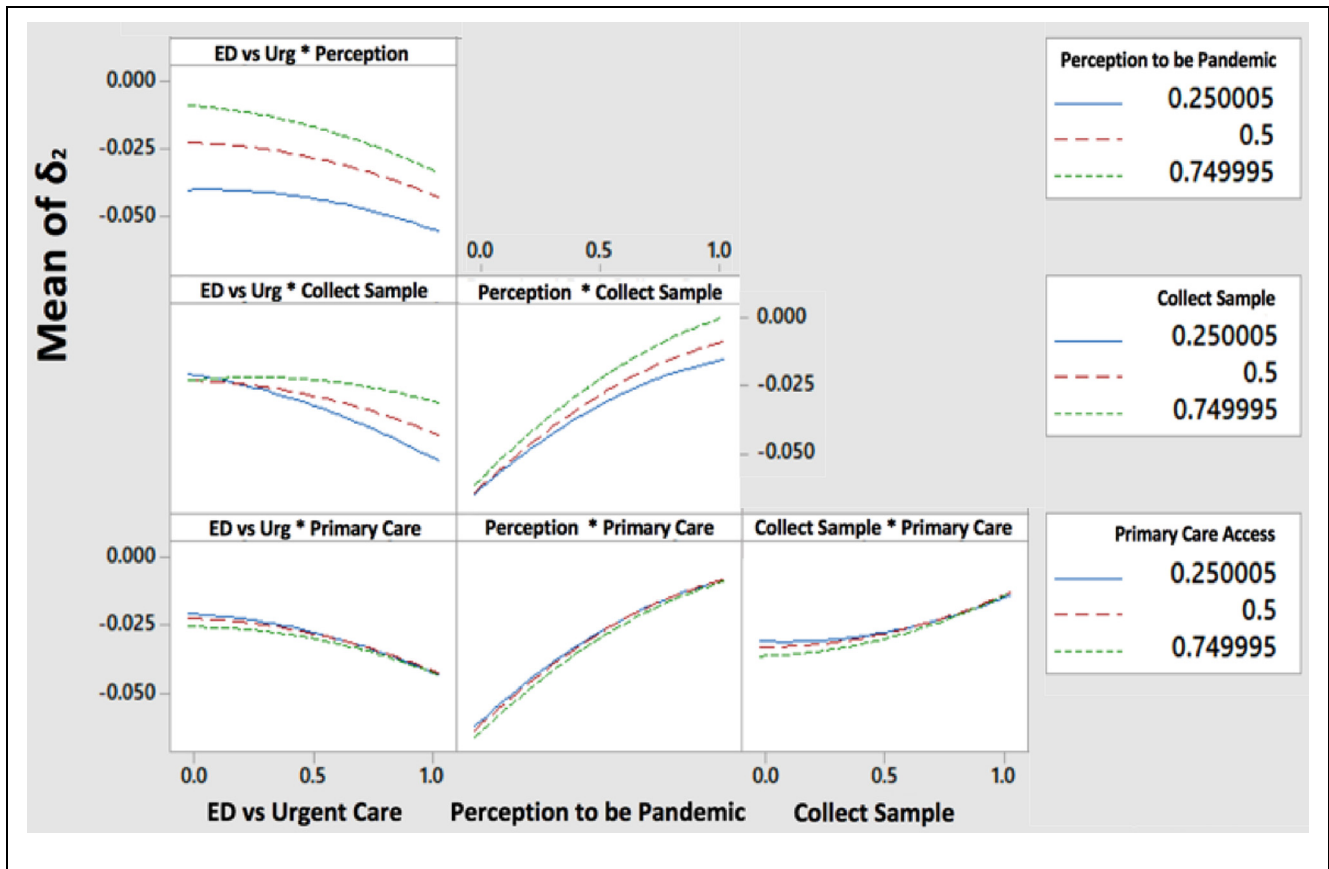 ED vs Urg * Perception
0.000
-0.025
-0.050
Mean of δ₂
Perception to be Pandemic
0.250005
0.5
0.749995
0.0 0.5 1.0
ED vs Urg * Collect Sample
Perception * Collect Sample
0.000
-0.025
-0.050
Collect Sample
0.250005
0.5
0.749995
ED vs Urg * Primary Care
Perception * Primary Care
Collect Sample * Primary Care
0.000
-0.025
-0.050
Primary Care Access
0.250005
0.5
0.749995
0.0 0.5 1.0
0.0 0.5 1.0
ED vs Urgent Care
Perception to be Pandemic
Collect Sample